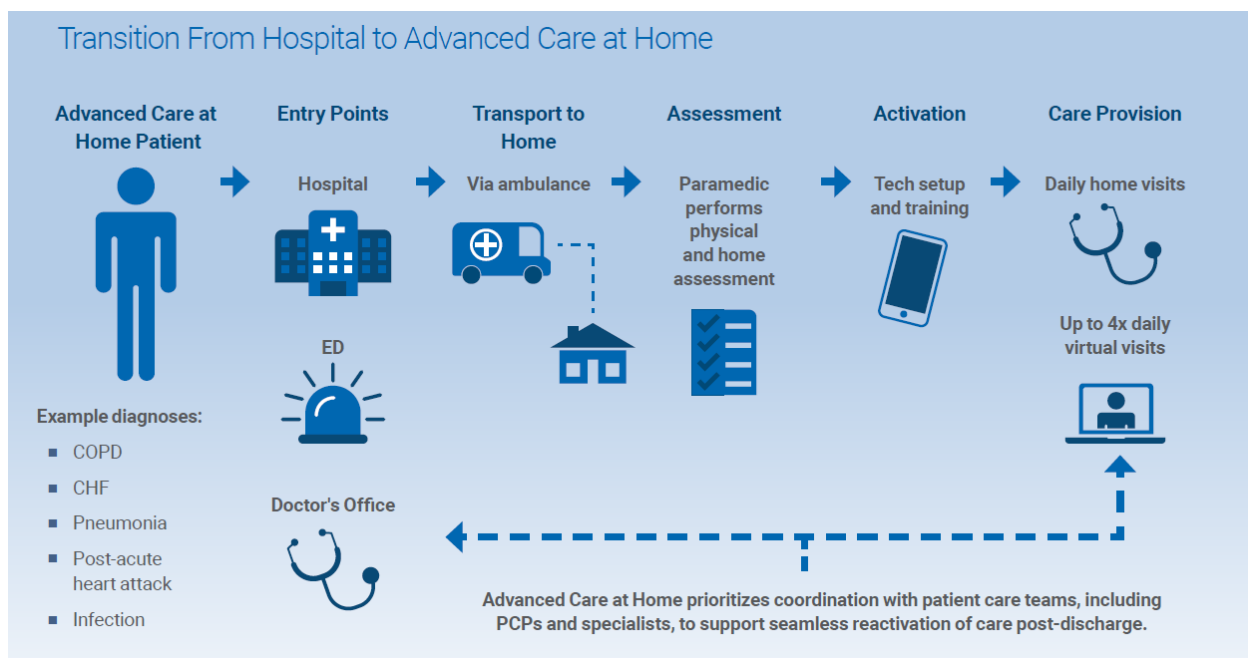 Transition From Hospital to Advanced Care at Home
Advanced Care at
Home Patient
Example diagnoses:
COPD
CHF
Pneumonia
Post-acute
heart attack
Infection
Entry Points
Hospital
ED
Doctor's Office
Transport to
Home
Via ambulance
Assessment
Paramedic
performs
physical
and home
assessment
Activation
Tech setup
and training
Care Provision
Daily home visits
Up to 4x daily
virtual visits
Advanced Care at Home prioritizes coordination with patient care teams, including
PCPs and specialists, to support seamless reactivation of care post-discharge.